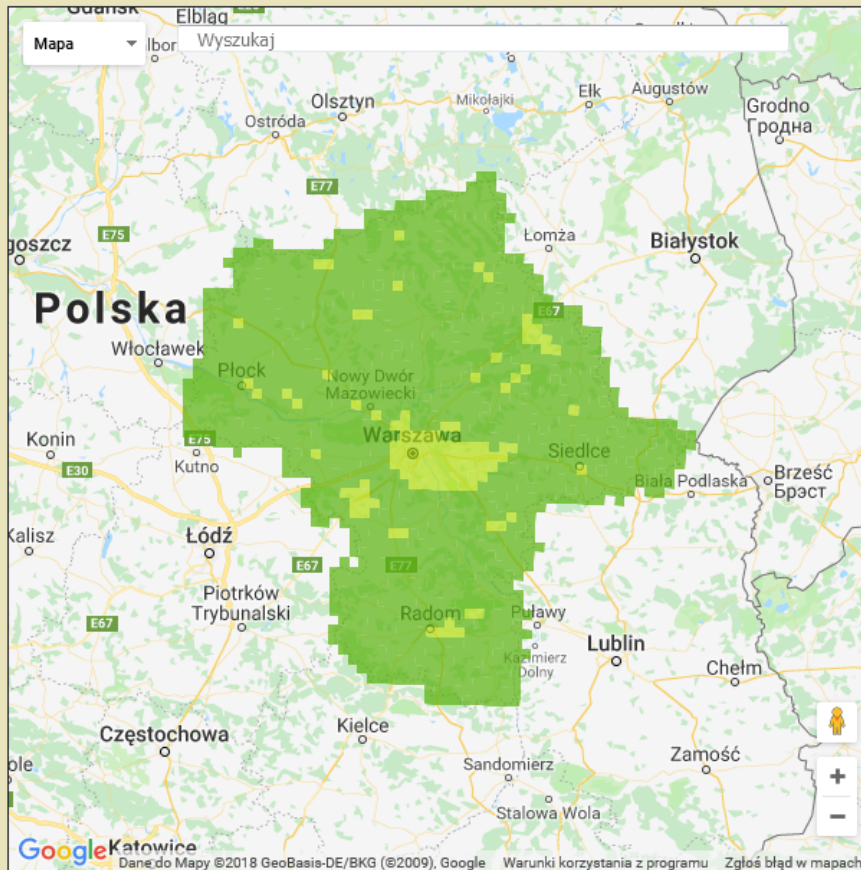 Gdańsk
Elbląg
Mapa
Wyszukaj
Olsztyn
Mikołajki
Ełk
Augustów
Ostróda
Grodno
Гродна
E77
E75
goszcz
Łomża
Białystok
Polska
E67
Włocławek
Płock
Nowy Dwór
Mazowiecki
Warszawa
Konin
E75
Kutno
Siedlce
E30
Biała Podlaska
Brześć
Брэст
Kalisz
Łódź
E67
E77
Piotrków
Trybunalski
E67
Radom
Puławy
Kazimierz
Dolny
Lublin
Chełm
Kielce
Częstochowa
Zamość
Sandomierz
ole
Stalowa Wola
Google
Katowice
Dane do Mapy ©2018 GeoBasis-DE/BKG (©2009), Google Warunki korzystania z programu Zgłoś błąd w mapach